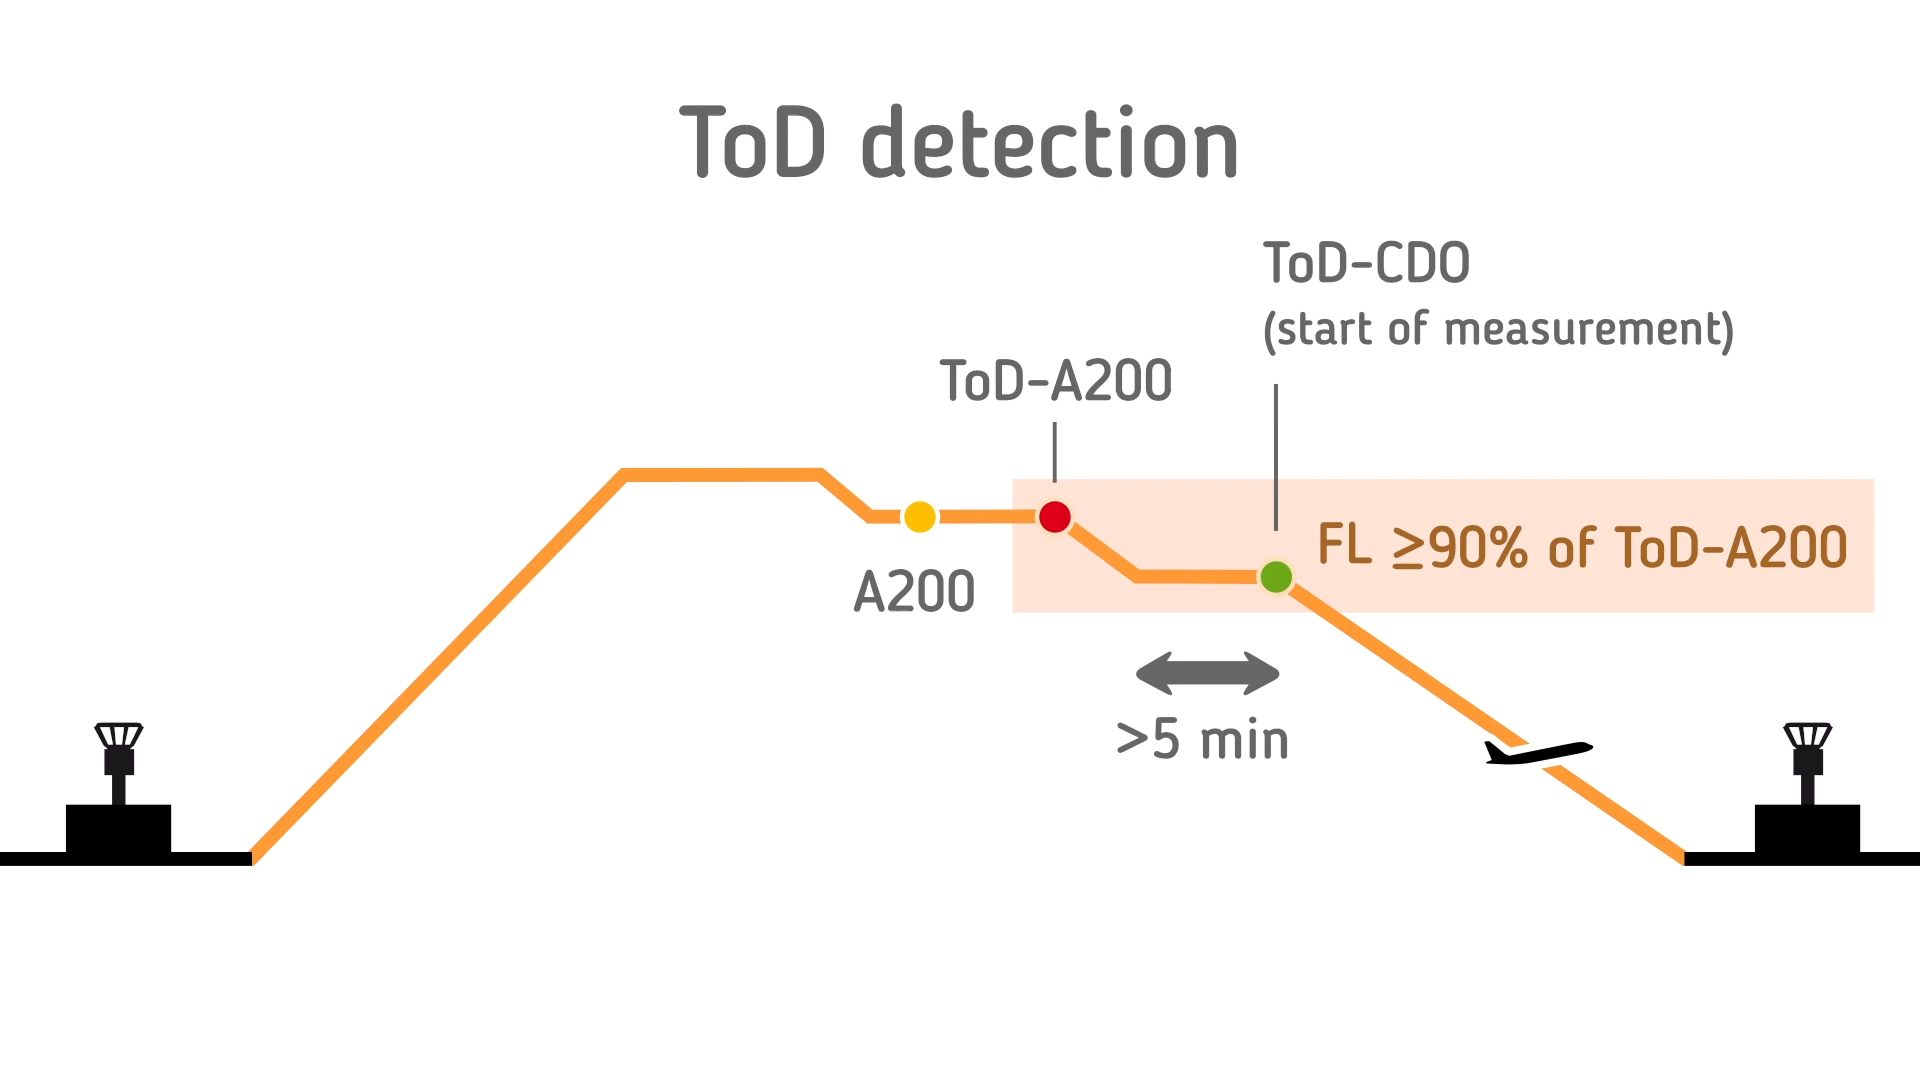 ToD detection
ToD-CDO
(start of measurement)
ToD-A200
FL ≥90% of ToD-A200
A200
>5 min